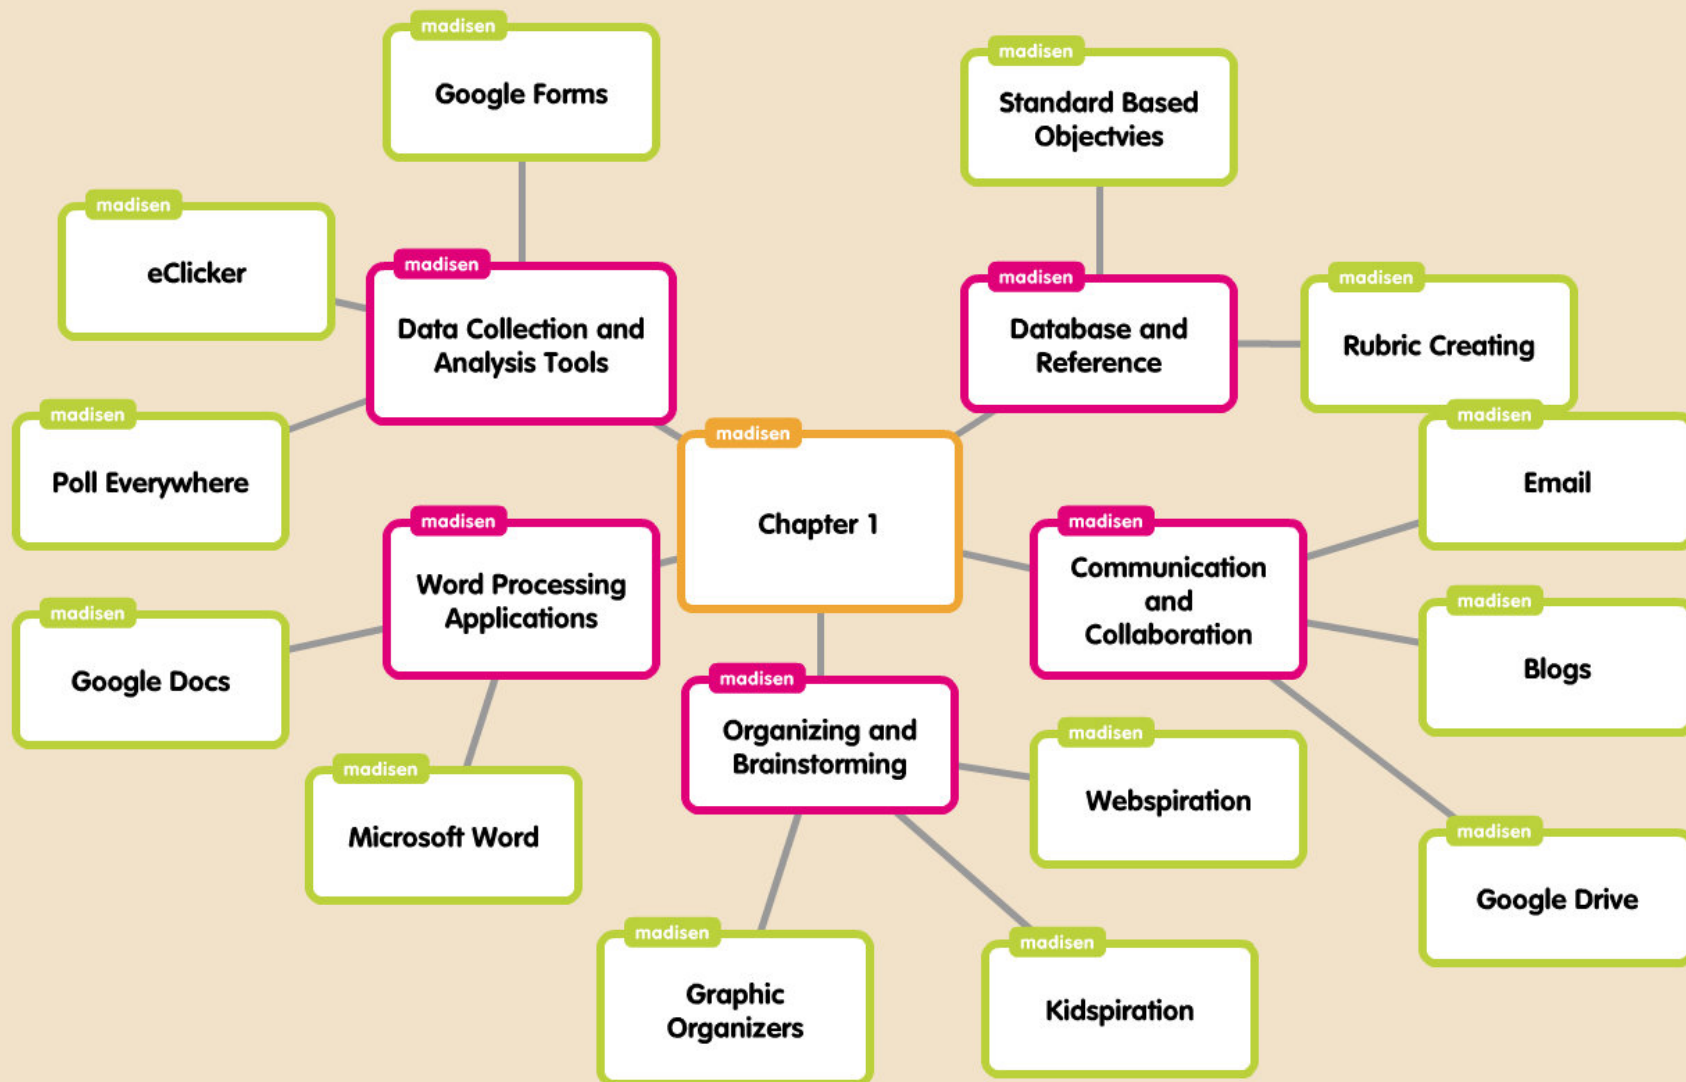 madisen
Google Forms
madisen
Standard Based
Objectvies
madisen
eClicker
madisen
Data Collection and
Analysis Tools
madisen
Database and
Reference
madisen
Rubric Creating
madisen
Poll Everywhere
madisen
Chapter 1
madisen
Email
madisen
Word Processing
Applications
madisen
Communication
and
Collaboration
madisen
Google Docs
madisen
Blogs
madisen
Organizing and
Brainstorming
madisen
Webspiration
madisen
Microsoft Word
madisen
Google Drive
madisen
Graphic
Organizers
madisen
Kidspiration